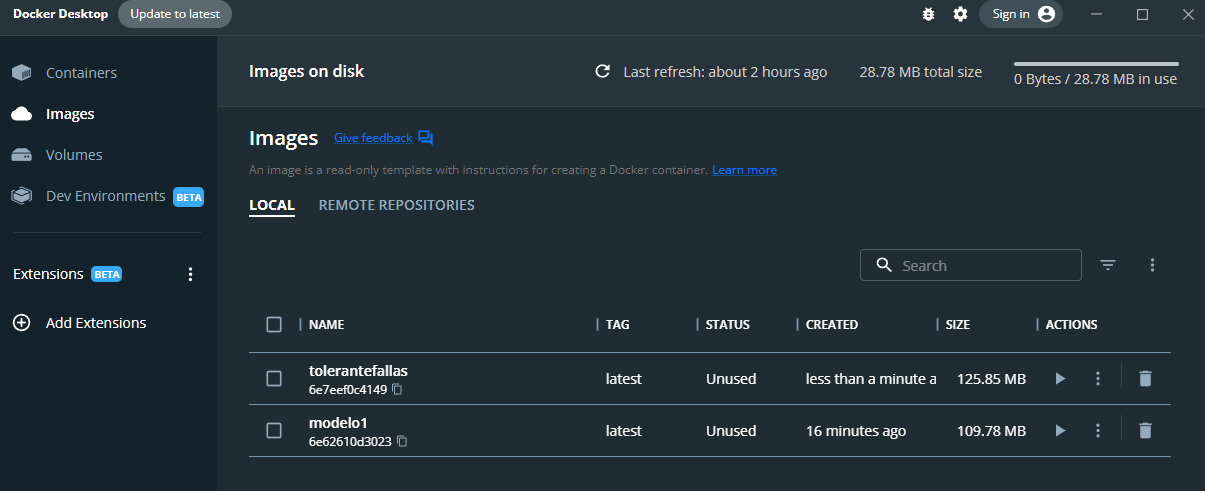 Docker Desktop Update to latest Sign in
Containers
Images
Volumes
Dev Environments BETA
Extensions BETA
Add Extensions
Images on disk Last refresh: about 2 hours ago 28.78 MB total size 0 Bytes / 28.78 MB in use
Images Give feedback
An image is a read-only template with instructions for creating a Docker container. Learn more
LOCAL REMOTE REPOSITORIES
Search
NAME TAG STATUS CREATED SIZE ACTIONS
tolerantefallas latest Unused less than a minute a 125.85 MB
6e7eef0c4149
modelo1 latest Unused 16 minutes ago 109.78 MB
6e62610d3023